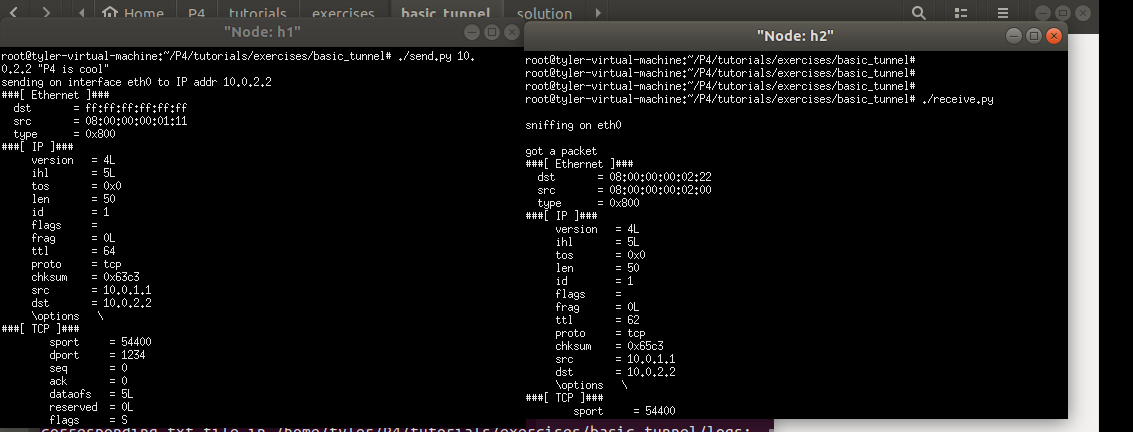 Home P4 tutorials exercises basic_tunnel solution
"Node: h1"
root@tyler-virtual-machine:~/P4/tutorials/exercises/basic_tunnel# ./send.py 10.
0.2.2 "P4 is cool"
sending on interface eth0 to IP addr 10.0.2.2
###[ Ethernet ]###
dst = ff:ff:ff:ff:ff:ff
src = 08:00:00:00:01:11
type = 0x800
###[ IP ]###
version = 4L
ihl = 5L
tos = 0x0
len = 50
id = 1
flags =
frag = 0L
ttl = 64
proto = tcp
chksum = 0x63c3
src = 10.0.1.1
dst = 10.0.2.2
\options \
###[ TCP ]###
sport = 54400
dport = 1234
seq = 0
ack = 0
dataofs = 5L
reserved = 0L
flags = S
"Node: h2"
root@tyler-virtual-machine:~/P4/tutorials/exercises/basic_tunnel#
root@tyler-virtual-machine:~/P4/tutorials/exercises/basic_tunnel#
root@tyler-virtual-machine:~/P4/tutorials/exercises/basic_tunnel#
root@tyler-virtual-machine:~/P4/tutorials/exercises/basic_tunnel# ./receive.py
sniffing on eth0
got a packet
###[ Ethernet ]###
dst = 08:00:00:00:02:22
src = 08:00:00:00:02:00
type = 0x800
###[ IP ]###
version = 4L
ihl = 5L
tos = 0x0
len = 50
id = 1
flags =
frag = 0L
ttl = 62
proto = tcp
chksum = 0x65c3
src = 10.0.1.1
dst = 10.0.2.2
\options \
###[ TCP ]###
sport = 54400
corresponding txt file in /home/tyler/P4/tutorials/exercises/basic_tunnel/logs: